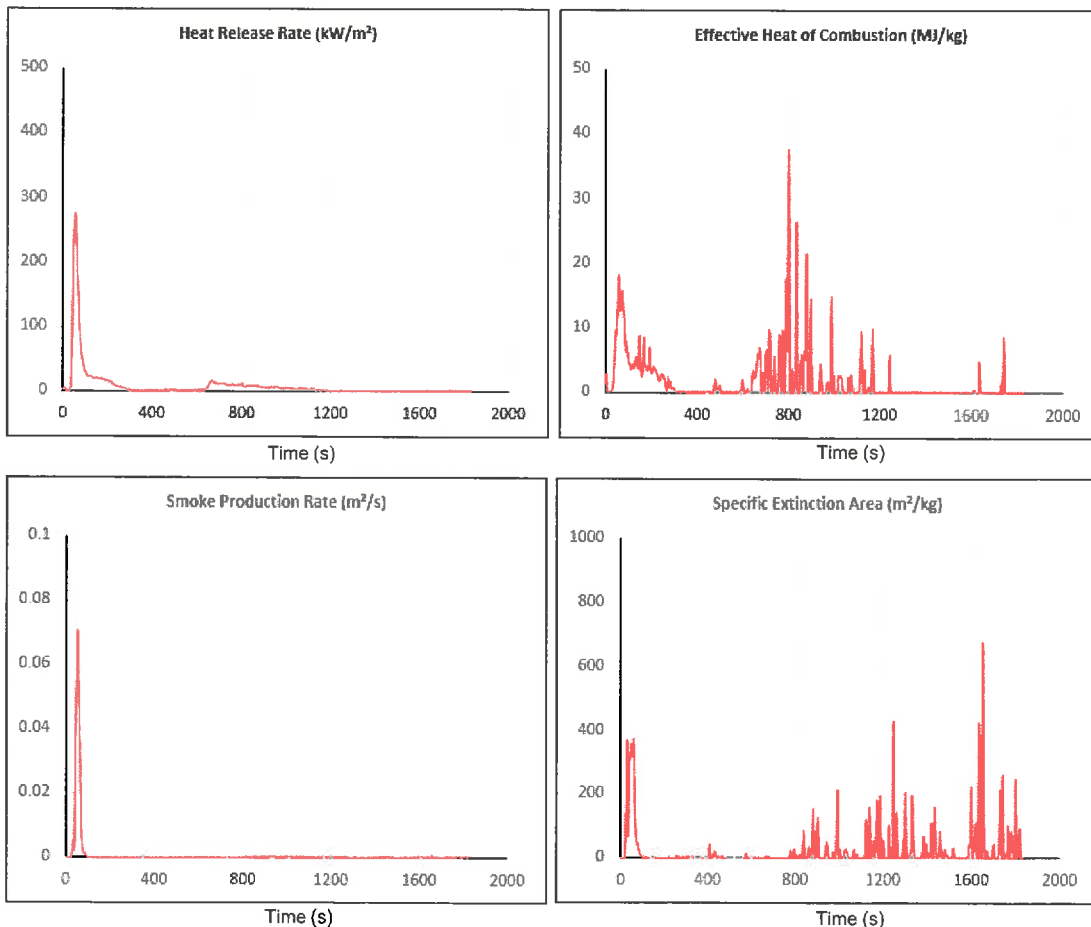 Heat Release Rate (kW/m²)
500
400
300
200
100
0
0 400 800 1200 1600 2000
Time (s)
Effective Heat of Combustion (MJ/kg)
50
40
30
20
10
0
0 400 800 1200 1600 2000
Time (s)
Smoke Production Rate (m²/s)
0.1
0.08
0.06
0.04
0.02
0
0 400 800 1200 1600 2000
Time (s)
Specific Extinction Area (m²/kg)
1000
800
600
400
200
0
0 400 800 1200 1600 2000
Time (s)